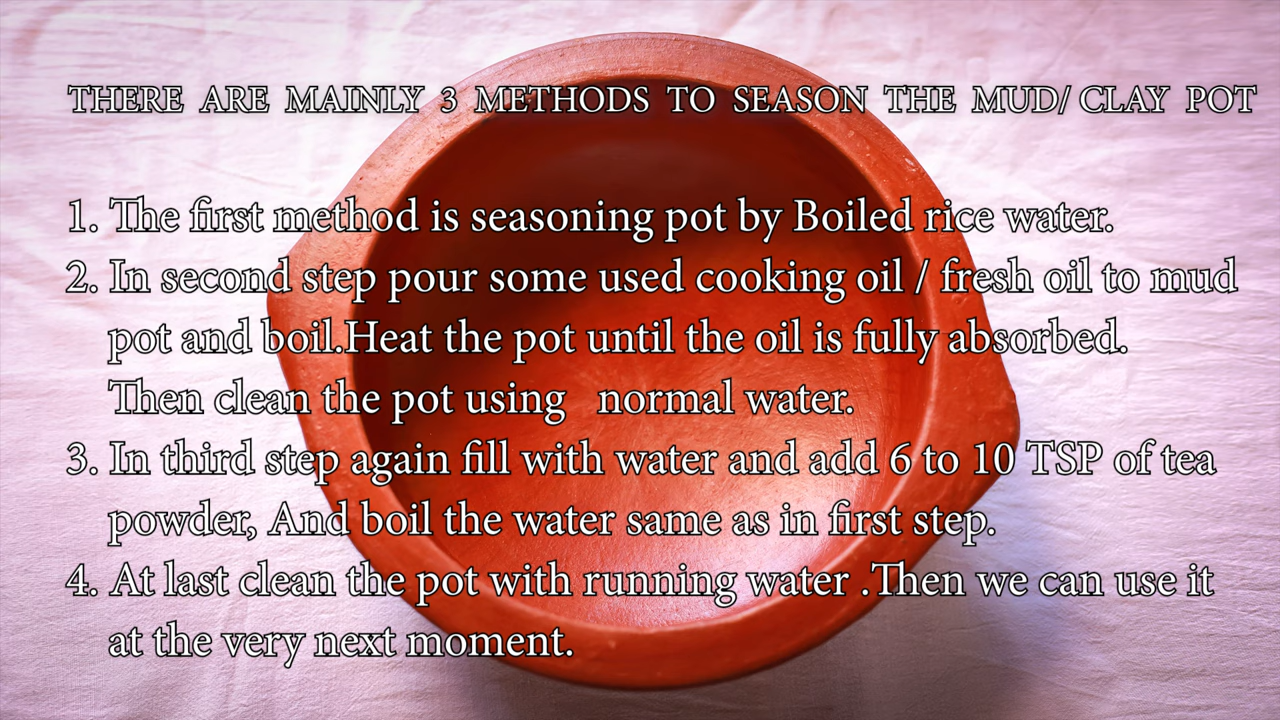 THERE ARE MAINLY 3 METHODS TO SEASON THE MUD/ CLAY POT
1. The first method is seasoning pot by Boiled rice water.
2. In second step pour some used cooking oil / fresh oil to mud
pot and boil.Heat the pot until the oil is fully absorbed.
Then clean the pot using normal water.
3. In third step again fill with water and add 6 to 10 TSP of tea
powder, And boil the water same as in first step.
4. At last clean the pot with running water .Then we can use it
at the very next moment.